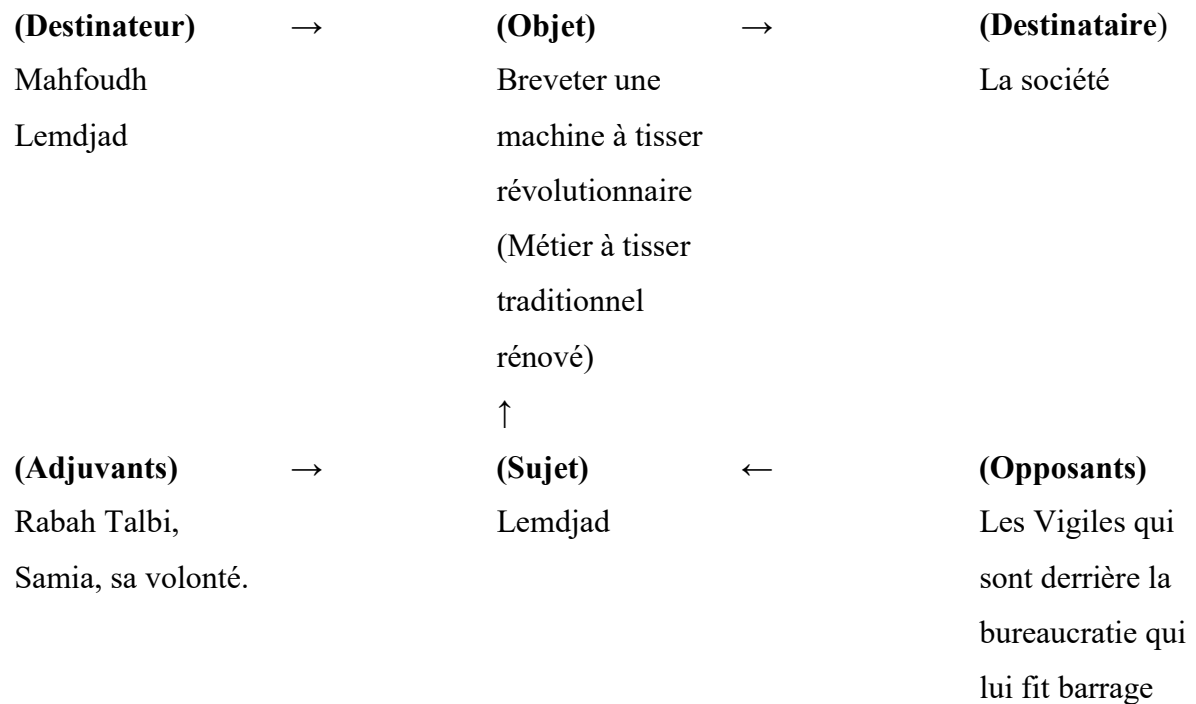 (Destinateur) → (Objet) → (Destinataire)
Mahfoudh Breveter une La société
Lemdjad machine à tisser
révolutionnaire
(Métier à tisser
traditionnel
rénové)
↑
(Adjuvants) → (Sujet) ← (Opposants)
Rabah Talbi, Lemdjad Les Vigiles qui
Samia, sa volonté. sont derrière la
bureaucratie qui
lui fit barrage